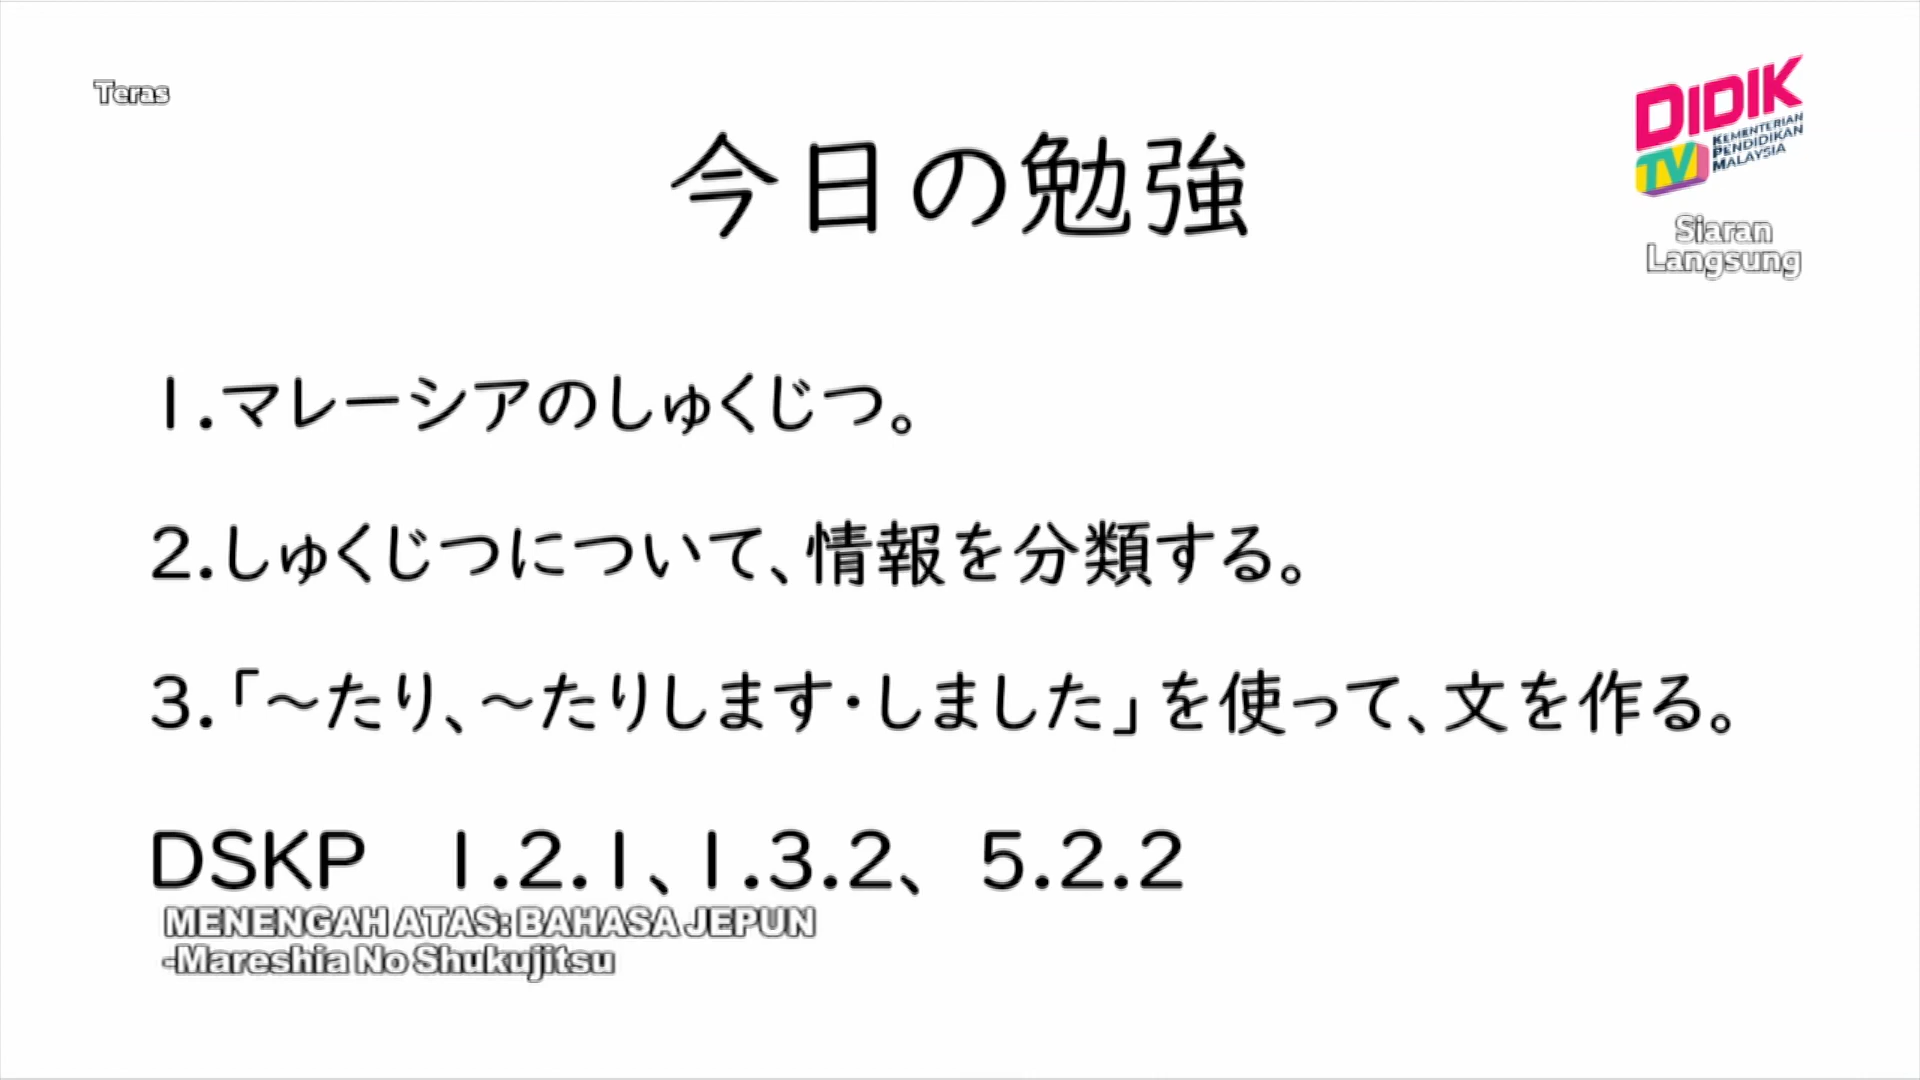 Teras
DIDIK
TV
KEMENTERIAN
PENDIDIKAN
MALAYSIA
Siaran
Langsung
今日の勉強
1.マレーシアのしゅくじつ。
2.しゅくじつについて、情報を分類する。
3.「～たり、～たりします・しました」を使って、文を作る。
DSKP　1.2.1、1.3.2、 5.2.2
MENENGAH ATAS: BAHASA JEPUN
-Mareshia No Shukujitsu